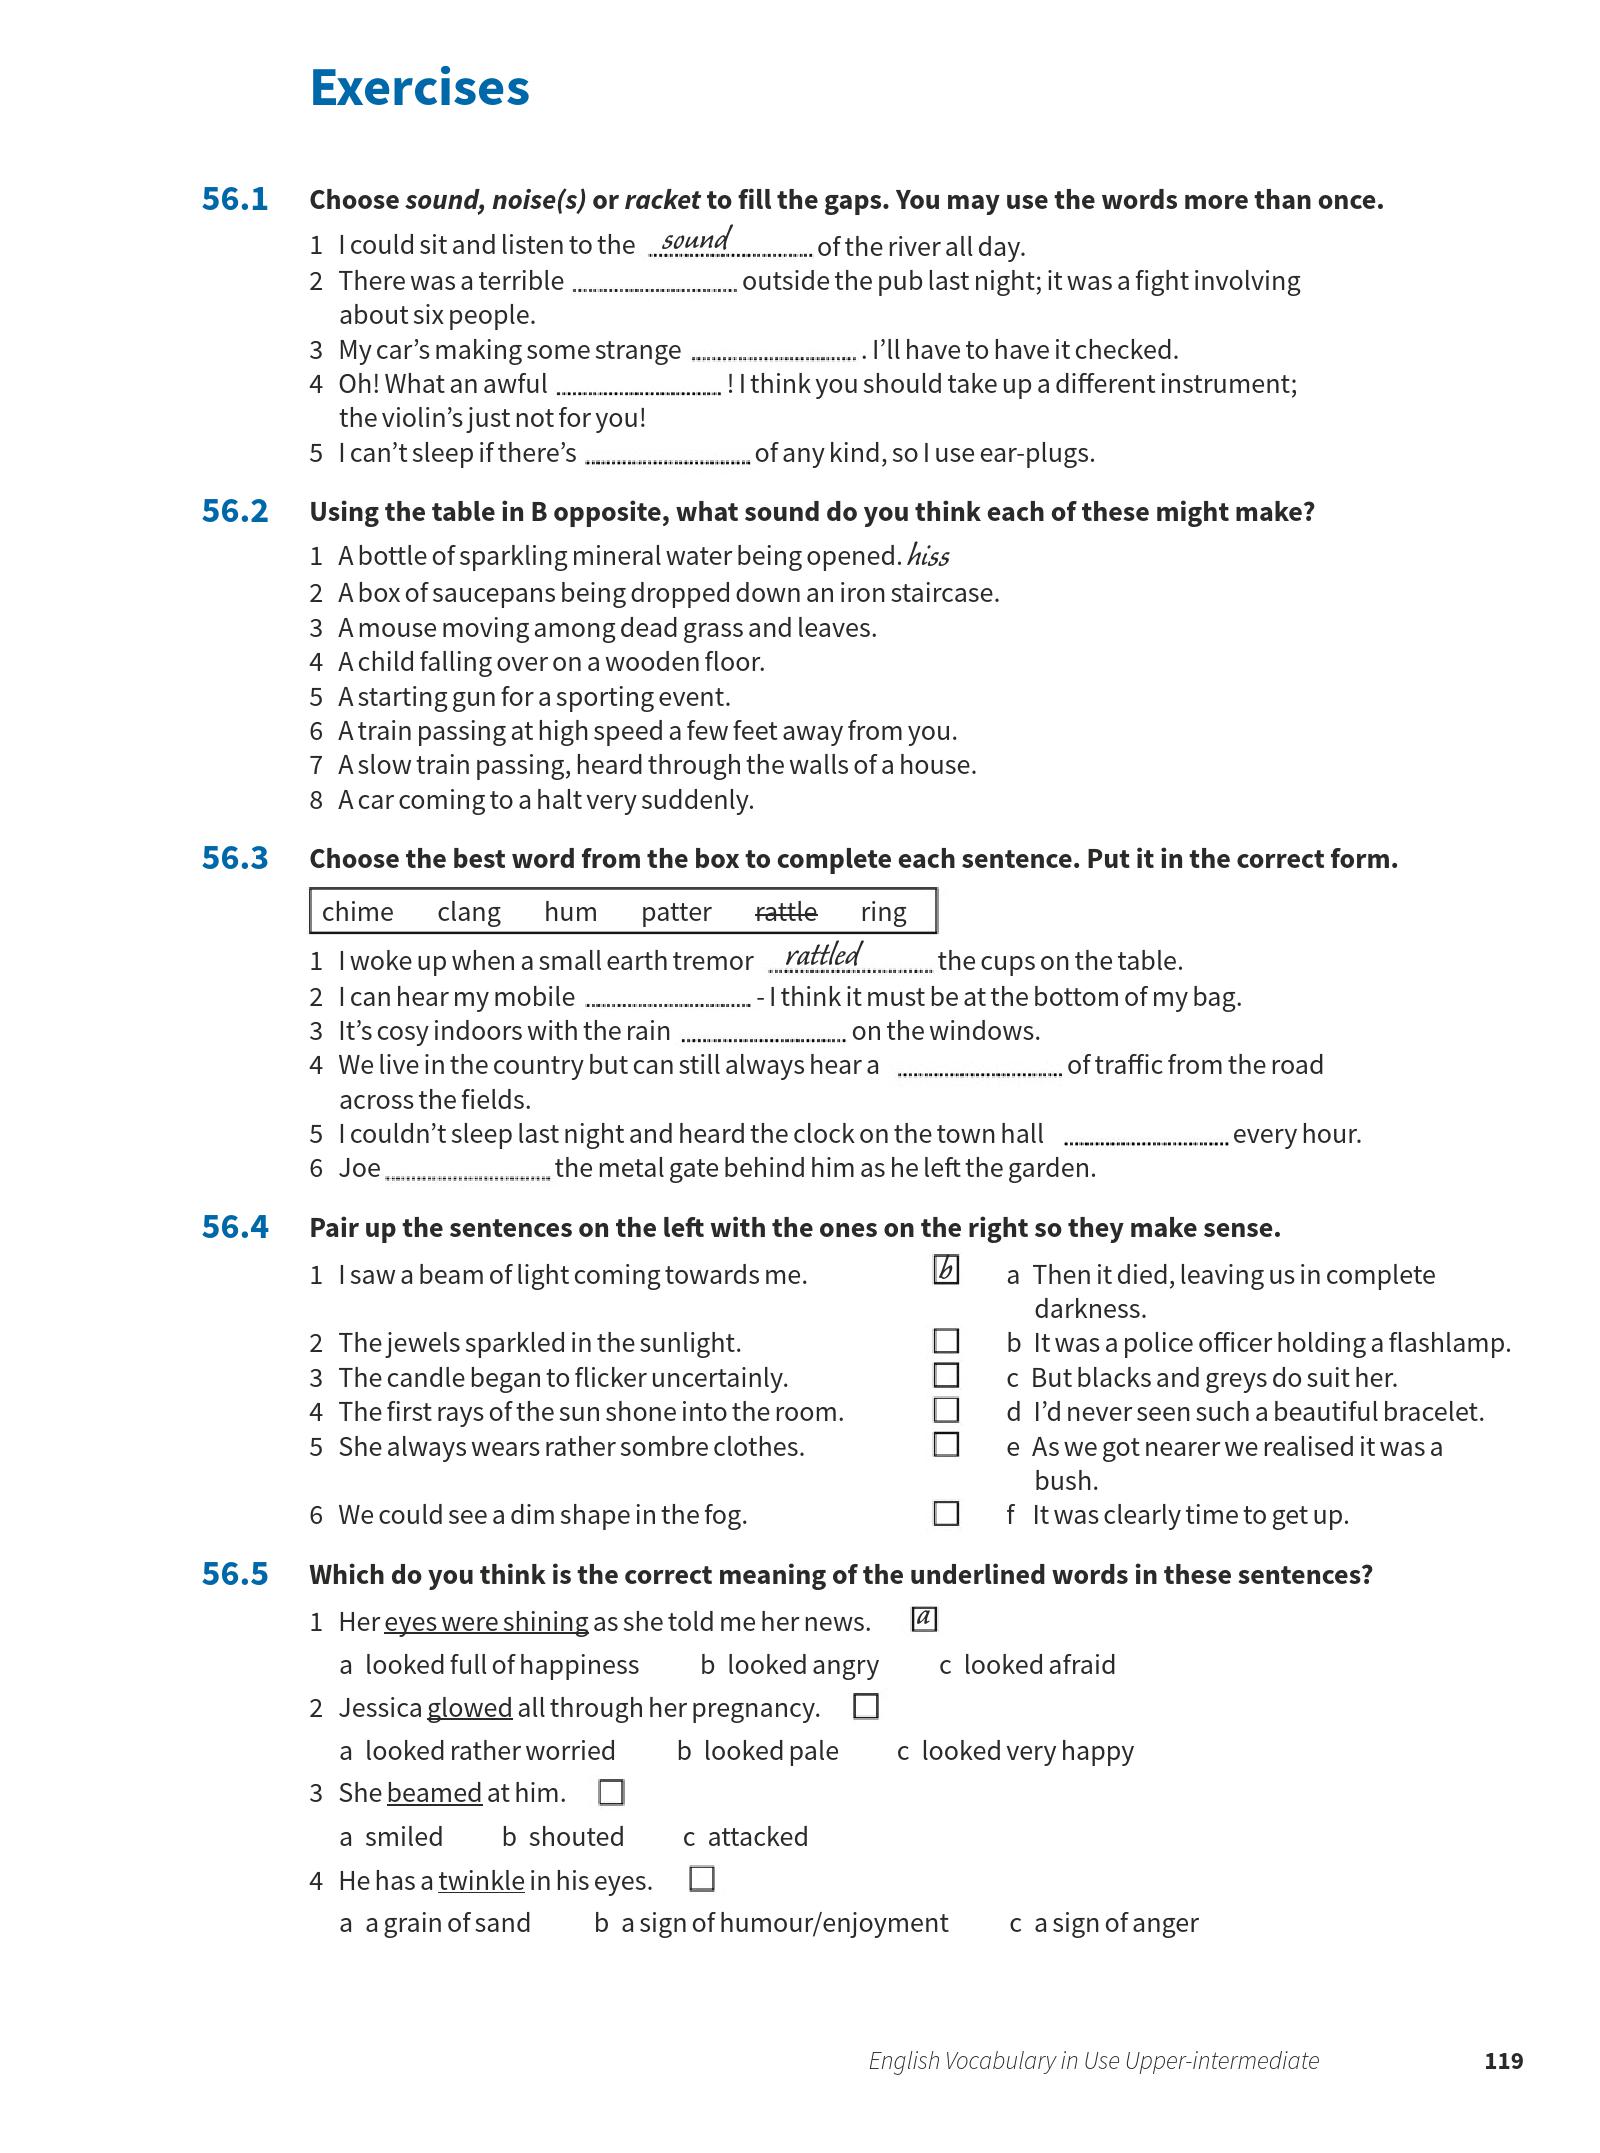 Exercises
56.1 Choose sound, noise(s) or racket to fill the gaps. You may use the words more than once.
1 I could sit and listen to the sound of the river all day.
2 There was a terrible .................... outside the pub last night; it was a fight involving
about six people.
3 My car's making some strange .................... . I'll have to have it checked.
4 Oh! What an awful .................... ! I think you should take up a different instrument;
the violin's just not for you!
5 I can't sleep if there's .................... of any kind, so I use ear-plugs.
56.2 Using the table in B opposite, what sound do you think each of these might make?
1 A bottle of sparkling mineral water being opened. hiss
2 A box of saucepans being dropped down an iron staircase.
3 A mouse moving among dead grass and leaves.
4 A child falling over on a wooden floor.
5 A starting gun for a sporting event.
6 A train passing at high speed a few feet away from you.
7 A slow train passing, heard through the walls of a house.
8 A car coming to a halt very suddenly.
56.3 Choose the best word from the box to complete each sentence. Put it in the correct form.
chime clang hum patter rattle ring
1 I woke up when a small earth tremor rattled the cups on the table.
2 I can hear my mobile .................... - I think it must be at the bottom of my bag.
3 It's cosy indoors with the rain .................... on the windows.
4 We live in the country but can still always hear a .................... of traffic from the road
across the fields.
5 I couldn't sleep last night and heard the clock on the town hall .................... every hour.
6 Joe .................... the metal gate behind him as he left the garden.
56.4 Pair up the sentences on the left with the ones on the right so they make sense.
1 I saw a beam of light coming towards me. b a Then it died, leaving us in complete
darkness.
2 The jewels sparkled in the sunlight. b It was a police officer holding a flashlamp.
3 The candle began to flicker uncertainly. c But blacks and greys do suit her.
4 The first rays of the sun shone into the room. d I'd never seen such a beautiful bracelet.
5 She always wears rather sombre clothes. e As we got nearer we realised it was a
bush.
6 We could see a dim shape in the fog. f It was clearly time to get up.
56.5 Which do you think is the correct meaning of the underlined words in these sentences?
1 Her eyes were shining as she told me her news. a
a looked full of happiness b looked angry c looked afraid
2 Jessica glowed all through her pregnancy.
a looked rather worried b looked pale c looked very happy
3 She beamed at him.
a smiled b shouted c attacked
4 He has a twinkle in his eyes.
a a grain of sand b a sign of humour/enjoyment c a sign of anger
English Vocabulary in Use Upper-intermediate 119